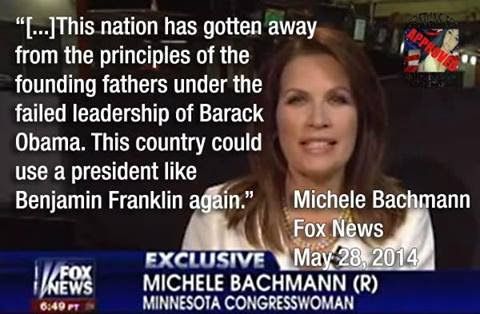 “[...]This nation has gotten away
from the principles of the
founding fathers under the
failed leadership of Barack
Obama. This country could
use a president like
Benjamin Franklin again.”
Michele Bachmann
Fox News
May 28, 2014
APPROVED
EXCLUSIVE
FOX
NEWS
6:49 PT
MICHELE BACHMANN (R)
MINNESOTA CONGRESSWOMAN